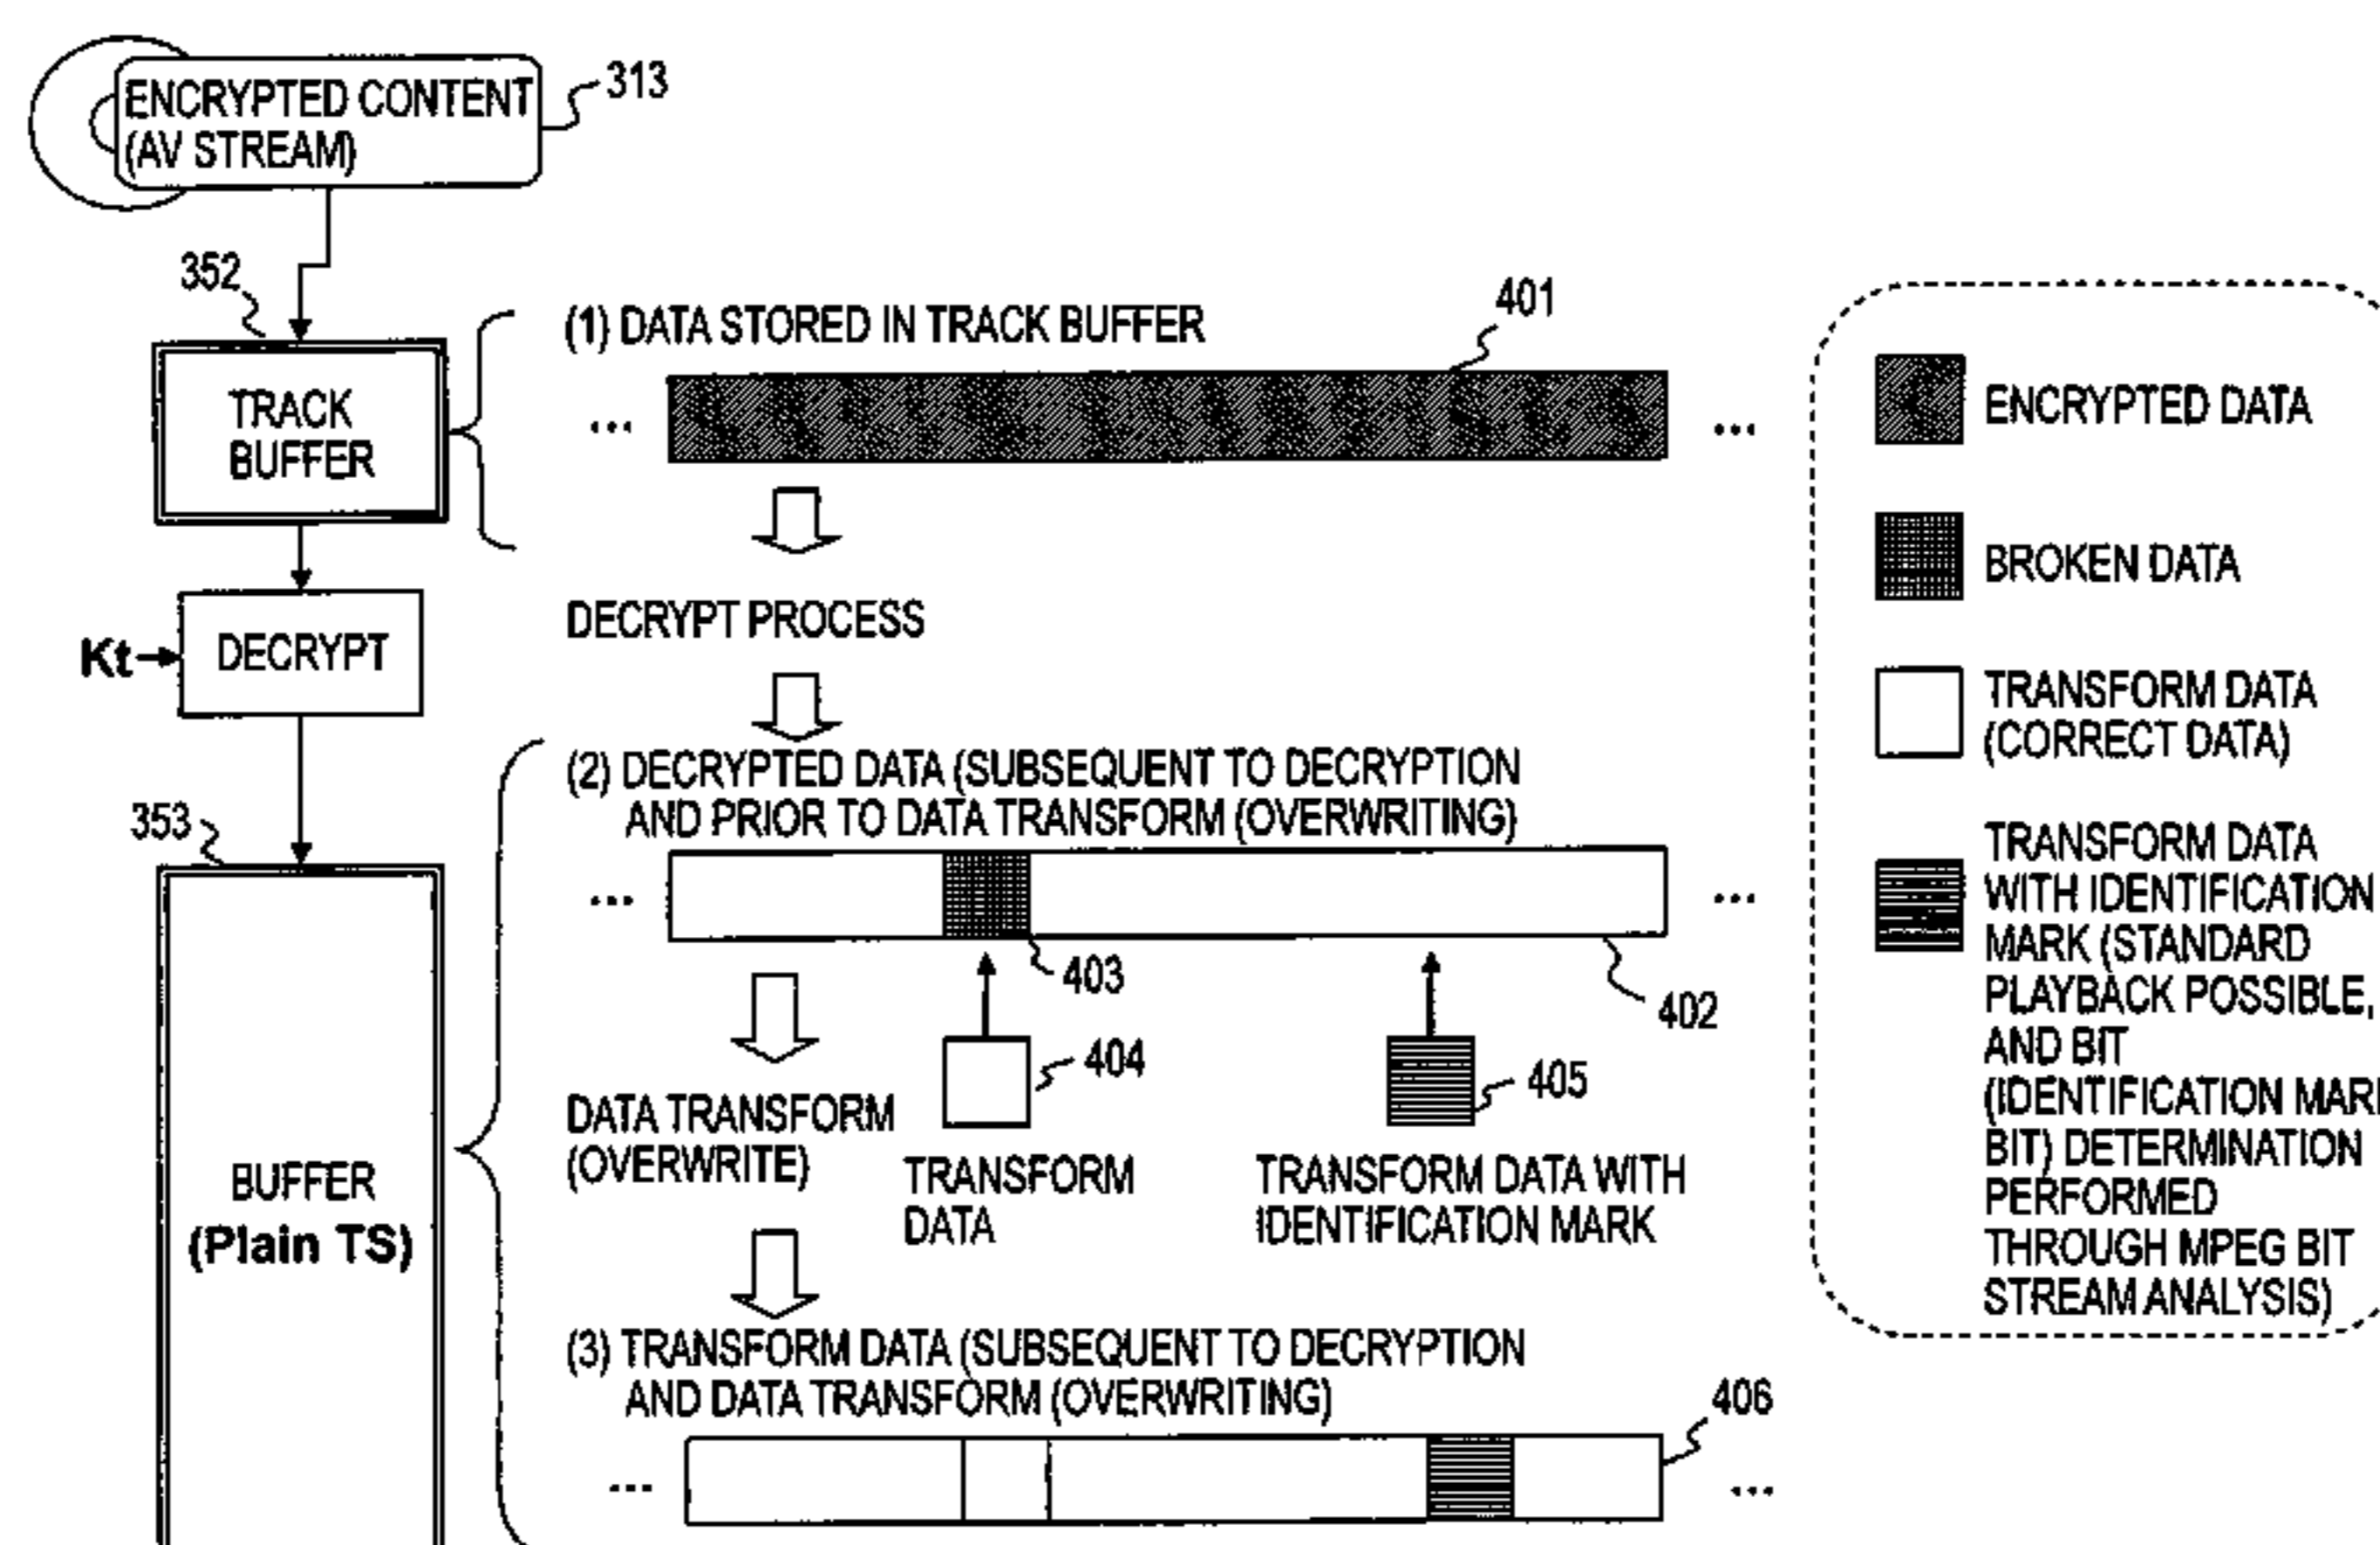 ENCRYPTED CONTENT
(AV STREAM)
313
352
TRACK
BUFFER
(1) DATA STORED IN TRACK BUFFER
401
...
...
DECRYPT PROCESS
Kt
DECRYPT
(2) DECRYPTED DATA (SUBSEQUENT TO DECRYPTION
AND PRIOR TO DATA TRANSFORM (OVERWRITING)
353
...
...
403
402
404
405
DATA TRANSFORM
(OVERWRITE)
TRANSFORM
DATA
TRANSFORM DATA WITH
IDENTIFICATION MARK
BUFFER
(Plain TS)
(3) TRANSFORM DATA (SUBSEQUENT TO DECRYPTION
AND DATA TRANSFORM (OVERWRITING)
406
...
...
ENCRYPTED DATA
BROKEN DATA
TRANSFORM DATA
(CORRECT DATA)
TRANSFORM DATA
WITH IDENTIFICATION
MARK (STANDARD
PLAYBACK POSSIBLE,
AND BIT
(IDENTIFICATION MARK
BIT) DETERMINATION
PERFORMED
THROUGH MPEG BIT
STREAM ANALYSIS)